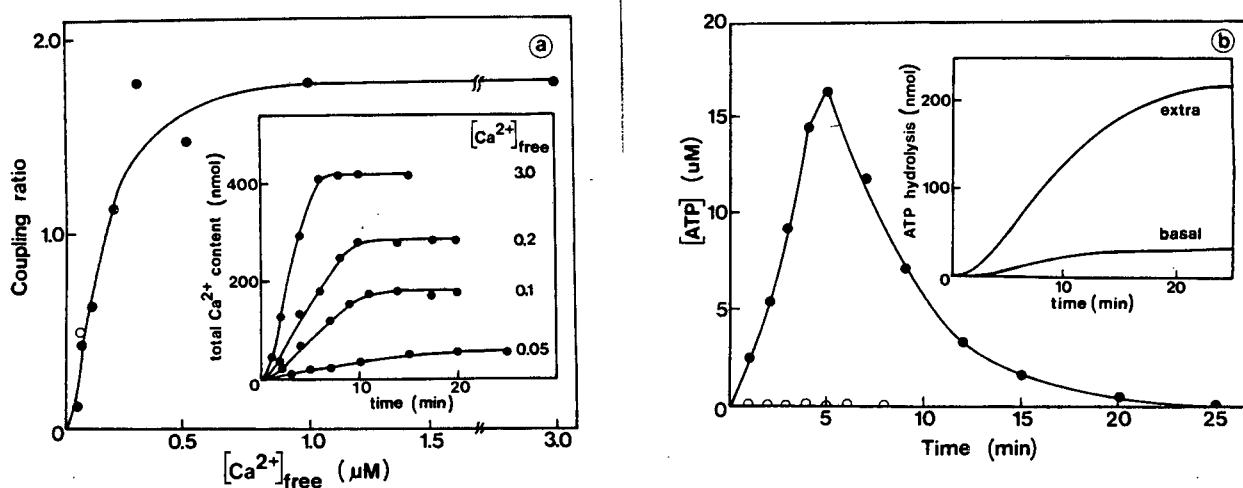 a
2.0
1.0
0
Coupling ratio
0.5
1.0
1.5
3.0
[Ca2+]free (μM)
total Ca2+ content (nmol)
400
200
10
20
time (min)
[Ca2+]free
3.0
0.2
0.1
0.05
b
20
15
10
5
0
[ATP] (uM)
0
5
10
15
20
25
Time (min)
ATP hydrolysis (nmol)
200
100
0
extra
basal
10
20
time (min)